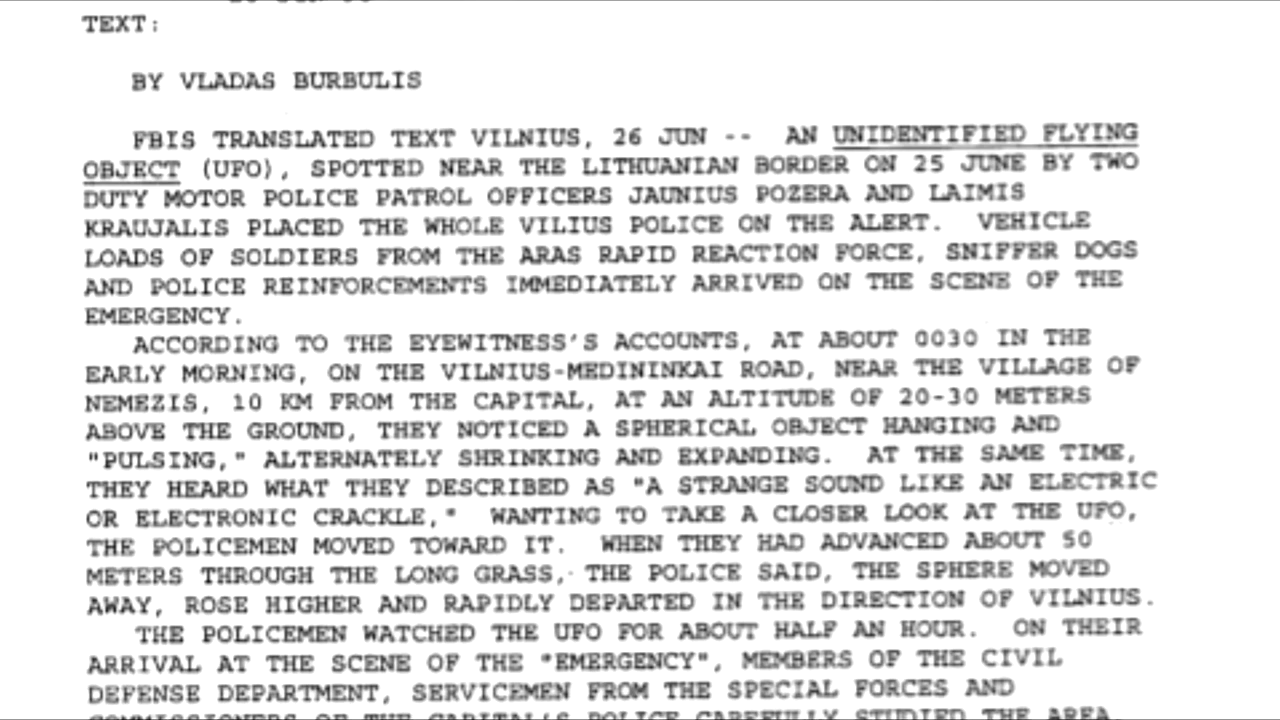 TEXT:
BY VLADAS BURBULIS
FBIS TRANSLATED TEXT VILNIUS, 26 JUN -- AN UNIDENTIFIED FLYING
OBJECT (UFO), SPOTTED NEAR THE LITHUANIAN BORDER ON 25 JUNE BY TWO
DUTY MOTOR POLICE PATROL OFFICERS JAUNIUS POZERA AND LAIMIS
KRAUJALIS PLACED THE WHOLE VILIUS POLICE ON THE ALERT. VEHICLE
LOADS OF SOLDIERS FROM THE ARAS RAPID REACTION FORCE, SNIFFER DOGS
AND POLICE REINFORCEMENTS IMMEDIATELY ARRIVED ON THE SCENE OF THE
EMERGENCY.
ACCORDING TO THE EYEWITNESS'S ACCOUNTS, AT ABOUT 0030 IN THE
EARLY MORNING, ON THE VILNIUS-MEDININKAI ROAD, NEAR THE VILLAGE OF
NEMEZIS, 10 KM FROM THE CAPITAL, AT AN ALTITUDE OF 20-30 METERS
ABOVE THE GROUND, THEY NOTICED A SPHERICAL OBJECT HANGING AND
"PULSING," ALTERNATELY SHRINKING AND EXPANDING. AT THE SAME TIME,
THEY HEARD WHAT THEY DESCRIBED AS "A STRANGE SOUND LIKE AN ELECTRIC
OR ELECTRONIC CRACKLE," WANTING TO TAKE A CLOSER LOOK AT THE UFO,
THE POLICEMEN MOVED TOWARD IT. WHEN THEY HAD ADVANCED ABOUT 50
METERS THROUGH THE LONG GRASS, THE POLICE SAID, THE SPHERE MOVED
AWAY, ROSE HIGHER AND RAPIDLY DEPARTED IN THE DIRECTION OF VILNIUS.
THE POLICEMEN WATCHED THE UFO FOR ABOUT HALF AN HOUR. ON THEIR
ARRIVAL AT THE SCENE OF THE "EMERGENCY", MEMBERS OF THE CIVIL
DEFENSE DEPARTMENT, SERVICEMEN FROM THE SPECIAL FORCES AND
COMMISSIONERS OF THE CAPITAL'S POLICE CAREFULLY STUDIED THE AREA